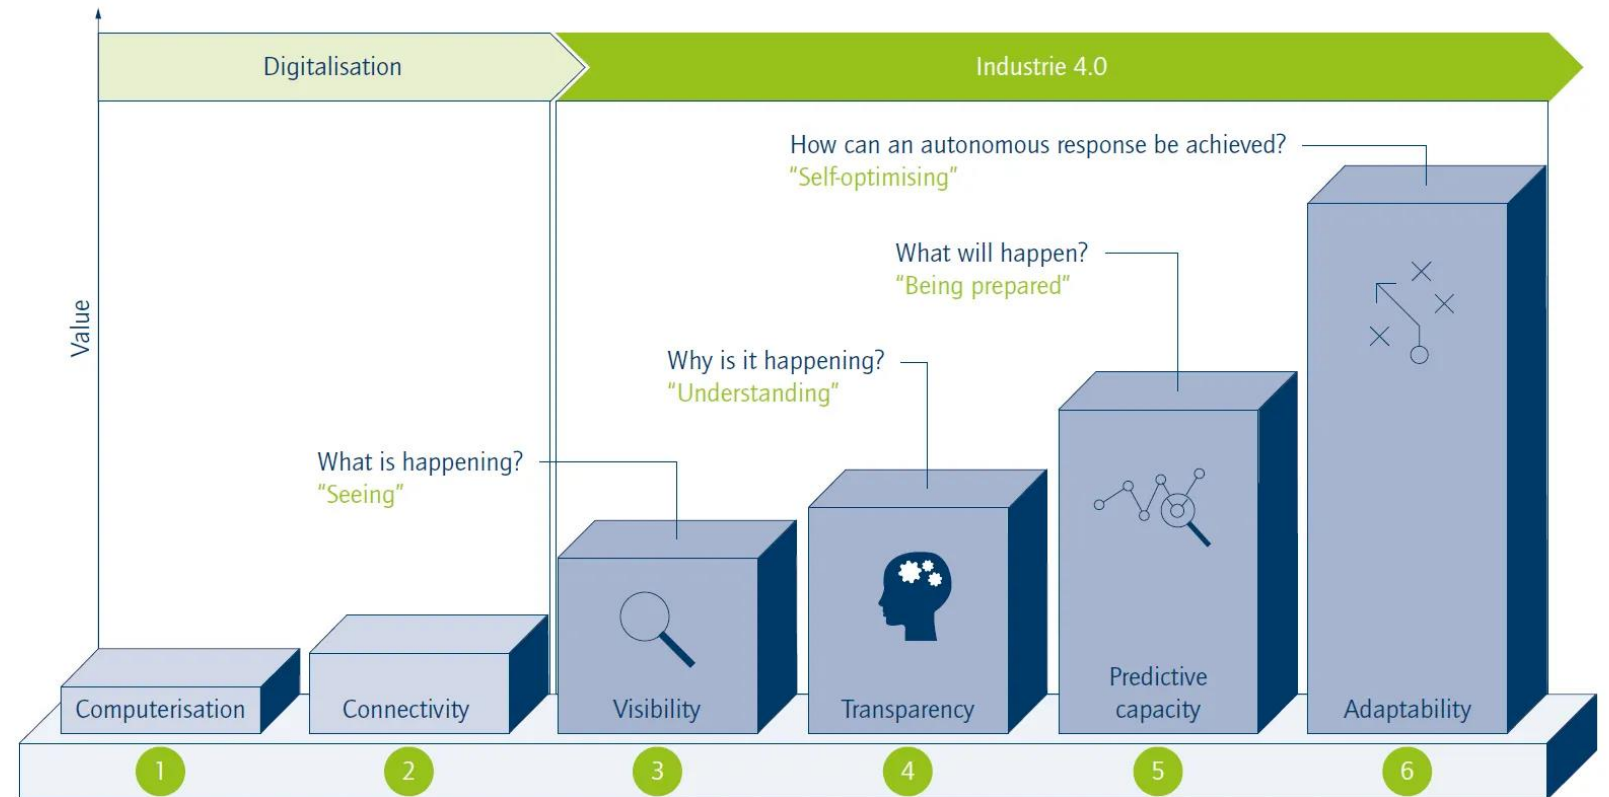 Digitalisation
Industrie 4.0
How can an autonomous response be achieved?
“Self-optimising”
What will happen?
“Being prepared”
Why is it happening?
“Understanding”
What is happening?
“Seeing”
Value
Computerisation
Connectivity
Visibility
Transparency
Predictive
capacity
Adaptability
1
2
3
4
5
6